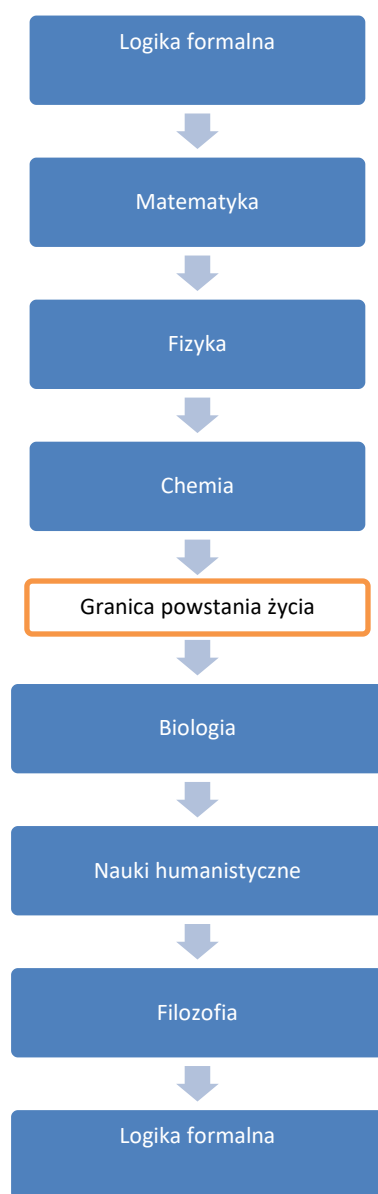 Logika formalna
Matematyka
Fizyka
Chemia
Granica powstania życia
Biologia
Nauki humanistyczne
Filozofia
Logika formalna